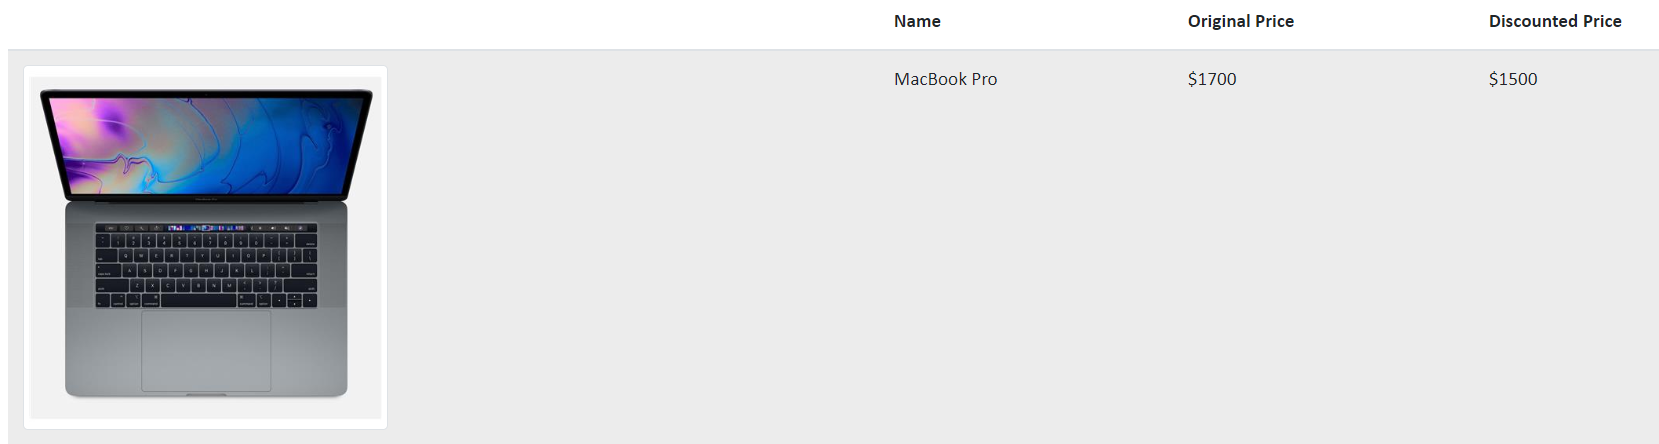 Name Original Price Discounted Price
MacBook Pro $1700 $1500